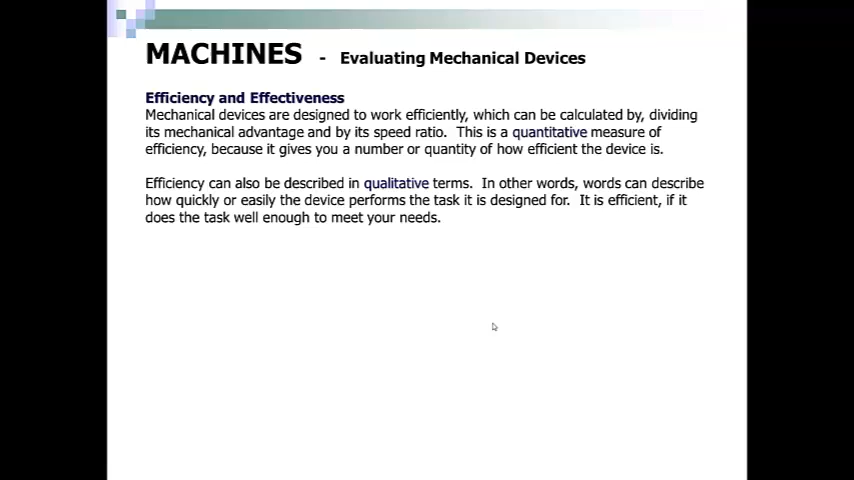 MACHINES - Evaluating Mechanical Devices
Efficiency and Effectiveness
Mechanical devices are designed to work efficiently, which can be calculated by, dividing
its mechanical advantage and by its speed ratio. This is a quantitative measure of
efficiency, because it gives you a number or quantity of how efficient the device is.
Efficiency can also be described in qualitative terms. In other words, words can describe
how quickly or easily the device performs the task it is designed for. It is efficient, if it
does the task well enough to meet your needs.